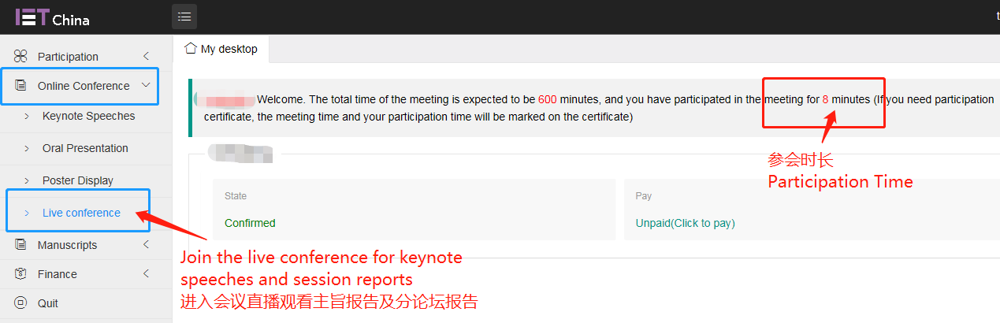 IET China
t
Participation
My desktop
Online Conference
Welcome. The total time of the meeting is expected to be 600 minutes, and you have participated in the meeting for 8 minutes (If you need participation
certificate, the meeting time and your participation time will be marked on the certificate)
Keynote Speeches
Oral Presentation
参会时长
Participation Time
Poster Display
State
Pay
Live conference
Confirmed
Unpaid(Click to pay)
Manuscripts
Join the live conference for keynote
speeches and session reports
进入会议直播观看主旨报告及分论坛报告
Finance
Quit